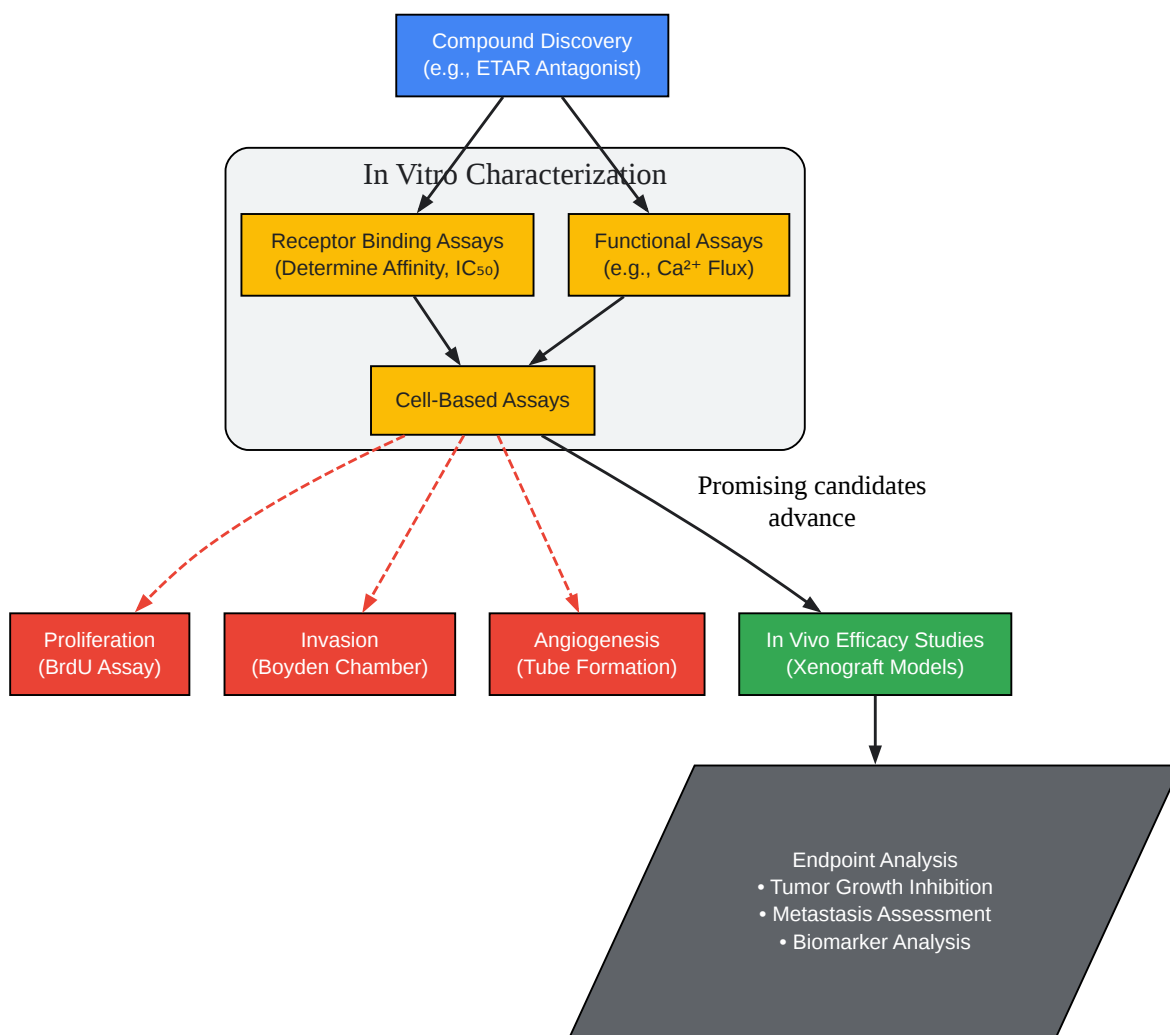 Compound Discovery
(e.g., ETAR Antagonist)
In Vitro Characterization
Receptor Binding Assays
(Determine Affinity, IC₅₀)
Functional Assays
(e.g., Ca²⁺ Flux)
Cell-Based Assays
Promising candidates
advance
Proliferation
(BrdU Assay)
Invasion
(Boyden Chamber)
Angiogenesis
(Tube Formation)
In Vivo Efficacy Studies
(Xenograft Models)
Endpoint Analysis
• Tumor Growth Inhibition
• Metastasis Assessment
• Biomarker Analysis